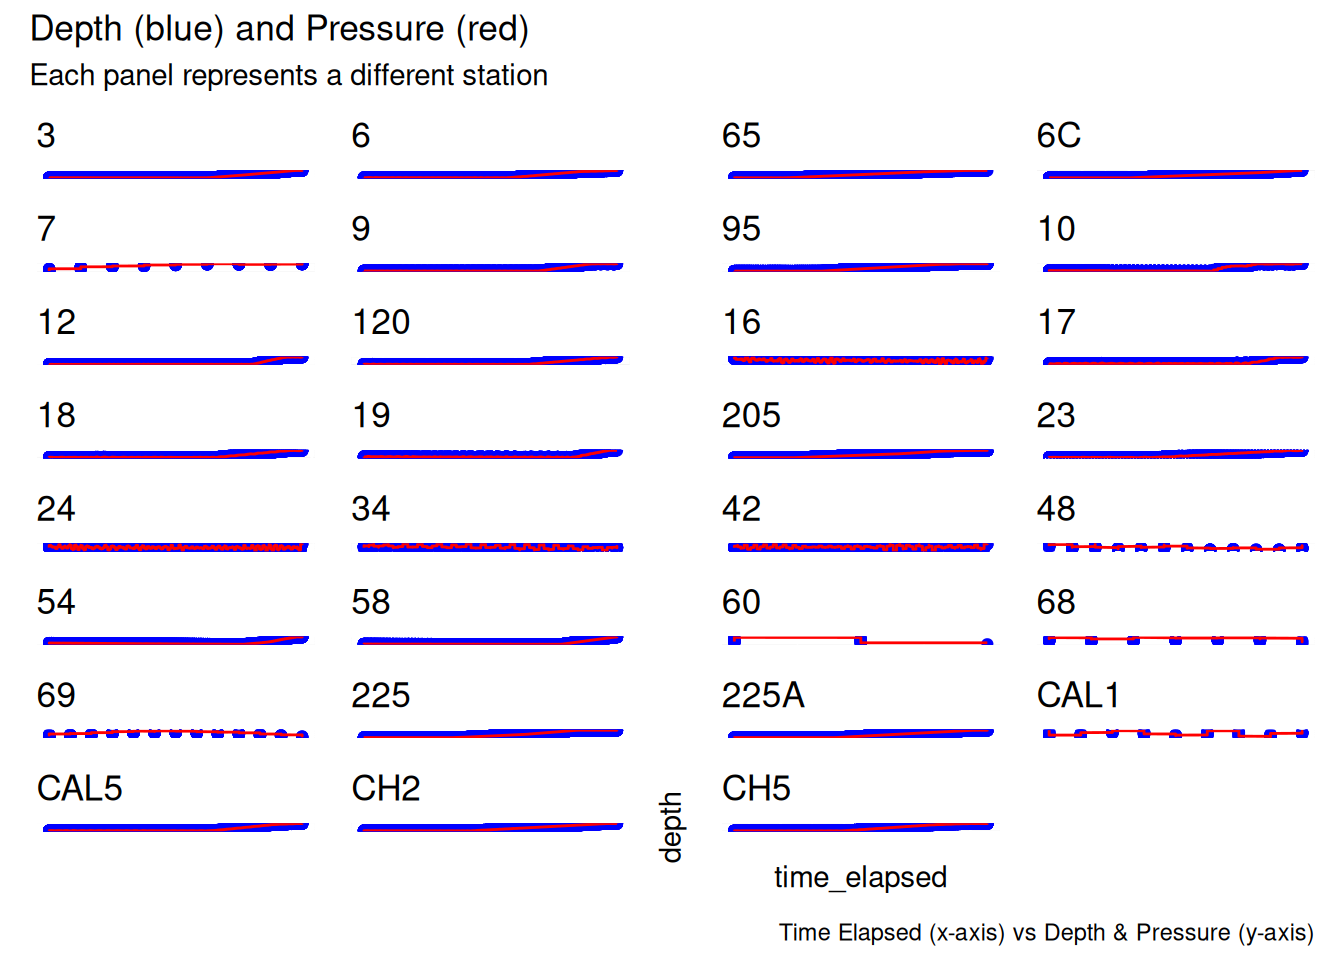 Depth (blue) and Pressure (red)
Each panel represents a different station
3 6 65 6C
7 9 95 10
12 120 16 17
18 19 205 23
24 34 42 48
54 58 60 68
69 225 225A CAL1
CAL5 CH2 CH5
depth
time_elapsed
Time Elapsed (x-axis) vs Depth & Pressure (y-axis)